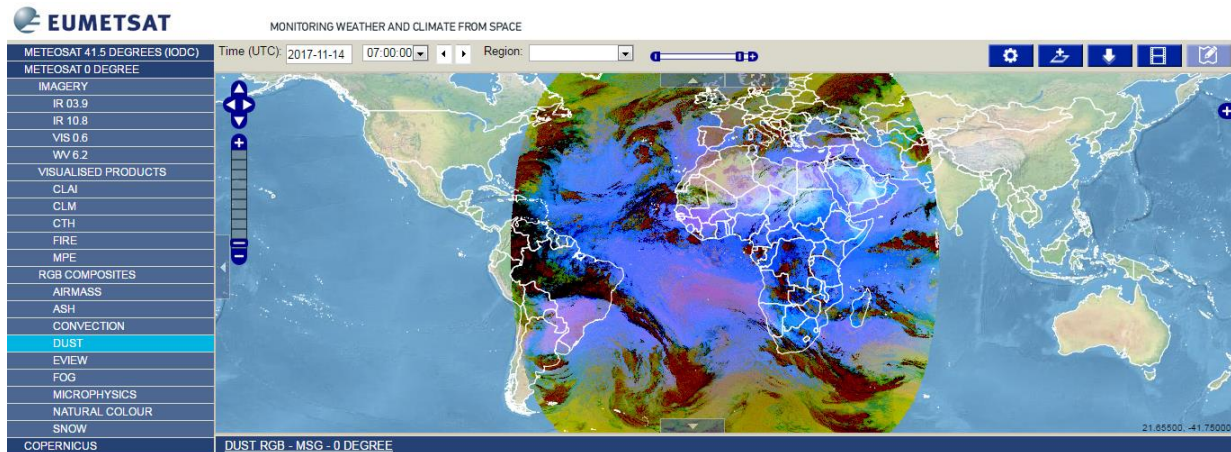 EUMETSAT
MONITORING WEATHER AND CLIMATE FROM SPACE
METEOSAT 41.5 DEGREES (IODC)
Time (UTC): 2017-11-14 07:00:00 Region:
METEOSAT 0 DEGREE
IMAGERY
IR 03.9
IR 10.8
VIS 0.6
WV 6.2
VISUALISED PRODUCTS
CLAI
CLM
CTH
FIRE
MPE
RGB COMPOSITES
AIRMASS
ASH
CONVECTION
DUST
EVIEW
FOG
MICROPHYSICS
NATURAL COLOUR
SNOW
21.65500, -41.75000
COPERNICUS
DUST RGB - MSG - 0 DEGREE